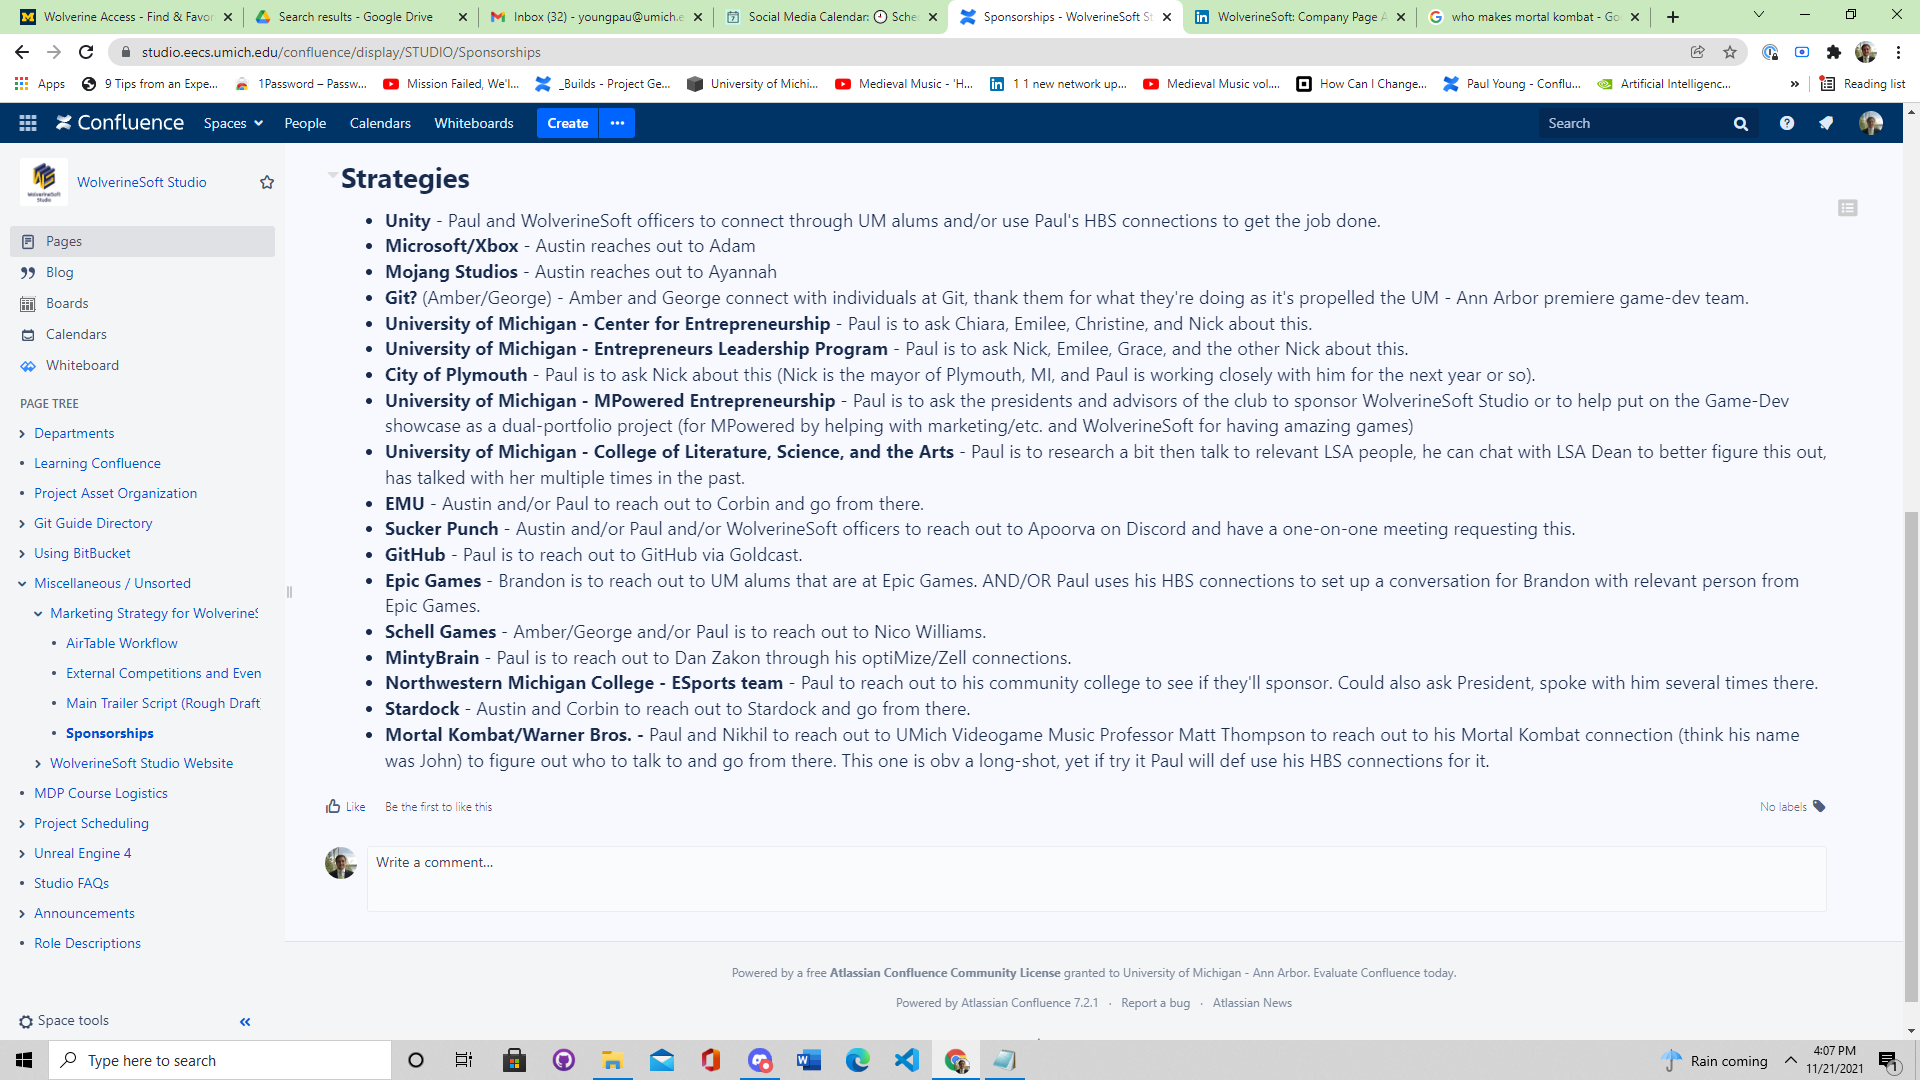 Wolverine Access - Find & Favor
Search results - Google Drive
Inbox (32) - youngpau@umich.e
Social Media Calendar: Sche
Sponsorships - WolverineSoft St
WolverineSoft: Company Page A
who makes mortal kombat - Go
studio.eecs.umich.edu/confluence/display/STUDIO/Sponsorships
Apps
9 Tips from an Expe...
1Password – Passw...
Mission Failed, We'l...
_Builds - Project Ge...
University of Michi...
Medieval Music - 'H...
1 1 new network up...
Medieval Music vol....
How Can I Change...
Paul Young - Conflu...
Artificial Intelligenc...
»
Reading list
Confluence
Spaces
People
Calendars
Whiteboards
Create
Search
WolverineSoft Studio
Pages
Blog
Boards
Calendars
Whiteboard
PAGE TREE
Departments
Learning Confluence
Project Asset Organization
Git Guide Directory
Using BitBucket
Miscellaneous / Unsorted
Marketing Strategy for WolverineS
AirTable Workflow
External Competitions and Even
Main Trailer Script (Rough Draft)
Sponsorships
WolverineSoft Studio Website
MDP Course Logistics
Project Scheduling
Unreal Engine 4
Studio FAQs
Announcements
Role Descriptions
Space tools
Strategies
• Unity - Paul and WolverineSoft officers to connect through UM alums and/or use Paul's HBS connections to get the job done.
• Microsoft/Xbox - Austin reaches out to Adam
• Mojang Studios - Austin reaches out to Ayannah
• Git? (Amber/George) - Amber and George connect with individuals at Git, thank them for what they're doing as it's propelled the UM - Ann Arbor premiere game-dev team.
• University of Michigan - Center for Entrepreneurship - Paul is to ask Chiara, Emilee, Christine, and Nick about this.
• University of Michigan - Entrepreneurs Leadership Program - Paul is to ask Nick, Emilee, Grace, and the other Nick about this.
• City of Plymouth - Paul is to ask Nick about this (Nick is the mayor of Plymouth, MI, and Paul is working closely with him for the next year or so).
• University of Michigan - MPowered Entrepreneurship - Paul is to ask the presidents and advisors of the club to sponsor WolverineSoft Studio or to help put on the Game-Dev
showcase as a dual-portfolio project (for MPowered by helping with marketing/etc. and WolverineSoft for having amazing games)
• University of Michigan - College of Literature, Science, and the Arts - Paul is to research a bit then talk to relevant LSA people, he can chat with LSA Dean to better figure this out,
has talked with her multiple times in the past.
• EMU - Austin and/or Paul to reach out to Corbin and go from there.
• Sucker Punch - Austin and/or Paul and/or WolverineSoft officers to reach out to Apoorva on Discord and have a one-on-one meeting requesting this.
• GitHub - Paul is to reach out to GitHub via Goldcast.
• Epic Games - Brandon is to reach out to UM alums that are at Epic Games. AND/OR Paul uses his HBS connections to set up a conversation for Brandon with relevant person from
Epic Games.
• Schell Games - Amber/George and/or Paul is to reach out to Nico Williams.
• MintyBrain - Paul is to reach out to Dan Zakon through his optiMize/Zell connections.
• Northwestern Michigan College - ESports team - Paul to reach out to his community college to see if they'll sponsor. Could also ask President, spoke with him several times there.
• Stardock - Austin and Corbin to reach out to Stardock and go from there.
• Mortal Kombat/Warner Bros. - Paul and Nikhil to reach out to UMich Videogame Music Professor Matt Thompson to reach out to his Mortal Kombat connection (think his name
was John) to figure out who to talk to and go from there. This one is obv a long-shot, yet if try it Paul will def use his HBS connections for it.
Like
Be the first to like this
No labels
Write a comment...
Powered by a free Atlassian Confluence Community License granted to University of Michigan - Ann Arbor. Evaluate Confluence today.
Powered by Atlassian Confluence 7.2.1 · Report a bug · Atlassian News
Type here to search
Rain coming
4:07 PM
11/21/2021
1